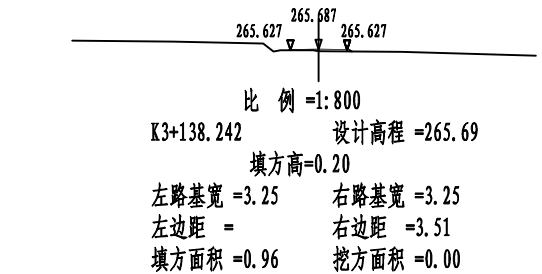 265.687
265.627 265.627
比 例 =1:800
K3+138.242 设计高程 =265.69
填方高=0.20
左路基宽 =3.25 右路基宽 =3.25
左边距 = 右边距 =3.51
填方面积 =0.96 挖方面积 =0.00